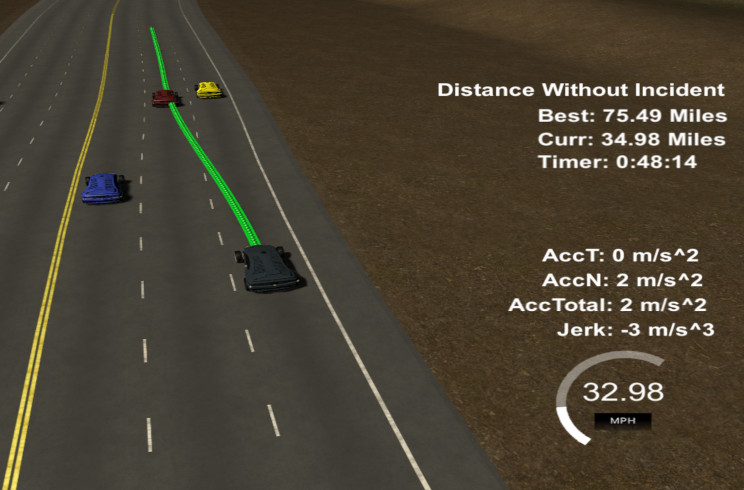 Distance Without Incident
Best: 75.49 Miles
Curr: 34.98 Miles
Timer: 0:48:14
AccT: 0 m/s^2
AccN: 2 m/s^2
AccTotal: 2 m/s^2
Jerk: -3 m/s^3
32.98
MPH